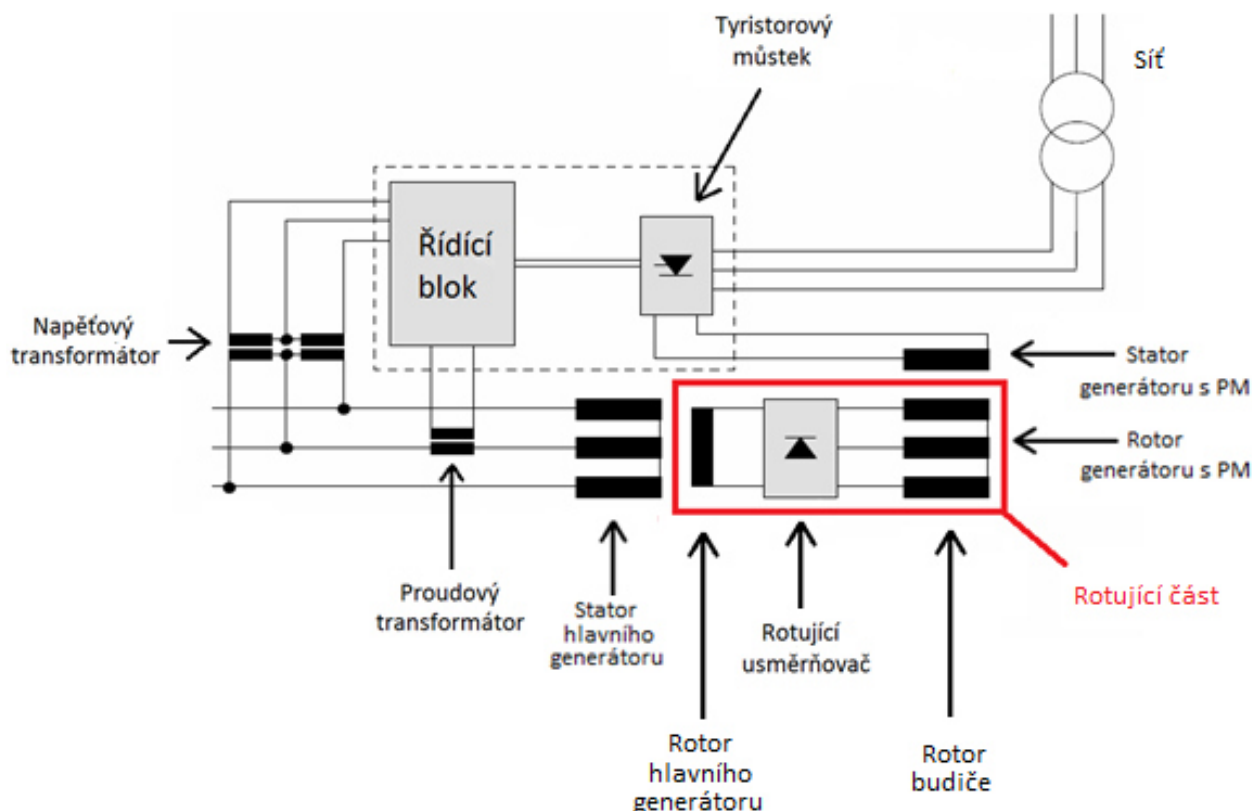 Tyristorový
můstek
Síť
Řídící
blok
Napěťový
transformátor
Stator
generátoru s PM
Rotor
generátoru s PM
Rotující část
Proudový
transformátor
Stator
hlavního
generátoru
Rotující
usměrňovač
Rotor
hlavního
generátoru
Rotor
budiče